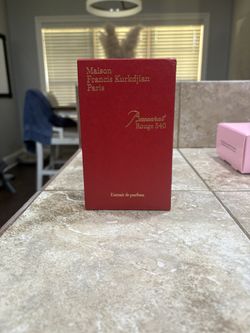 Maison
Francis Kurkdjian
Paris
Baccarat
Rouge 540
Extrait de parfum